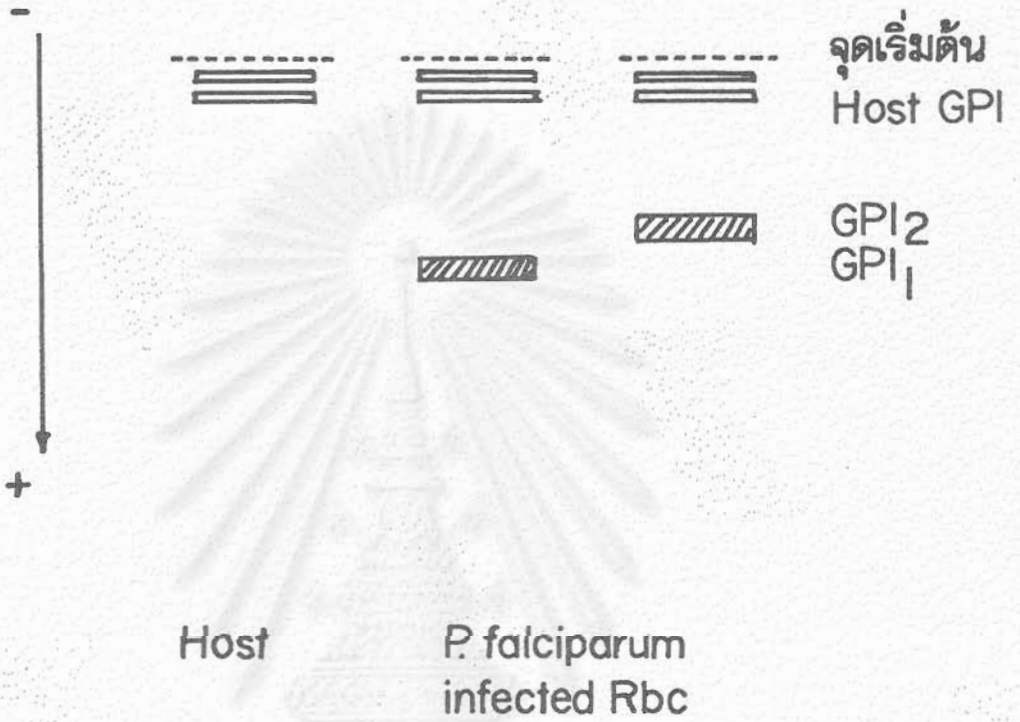 -
จุดเริ่มต้น
Host GPI
GPI2
GPI1
+
Host
P. falciparum
infected Rbc